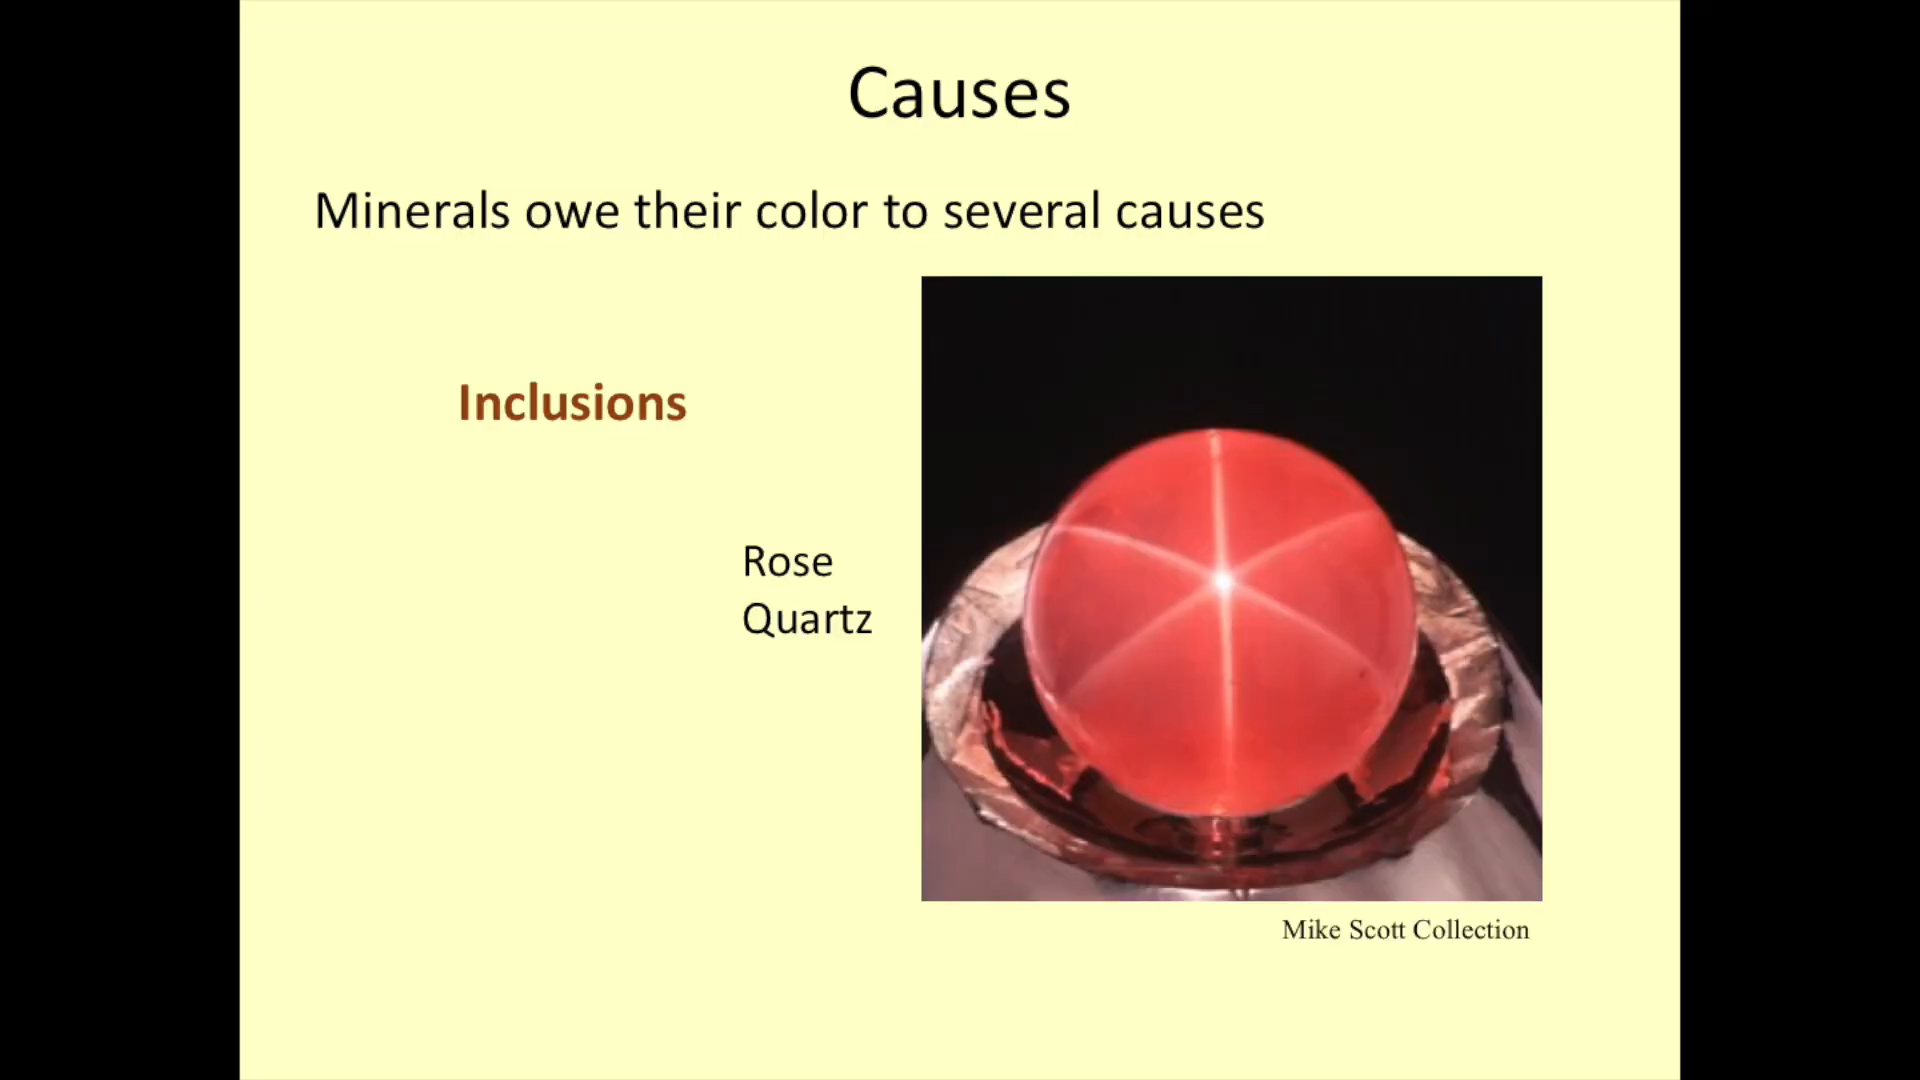 Causes
Minerals owe their color to several causes
Inclusions
Rose
Quartz
Mike Scott Collection